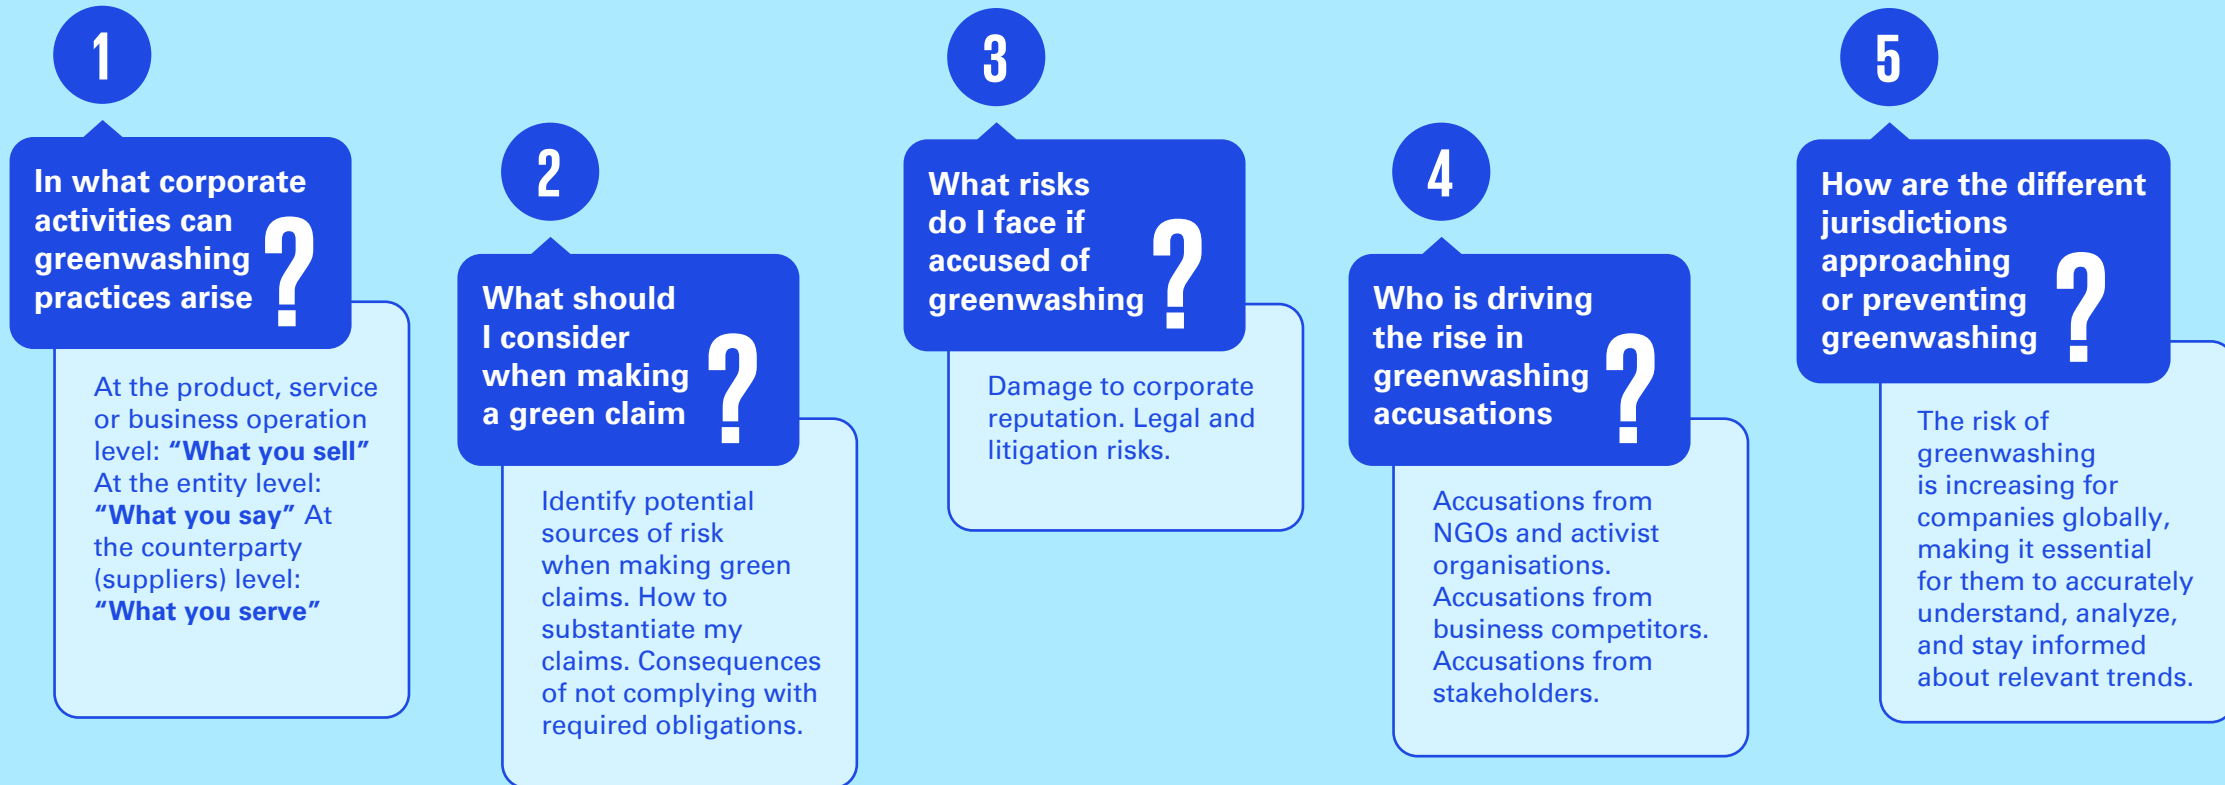 1
In what corporate
activities can
greenwashing
practices arise
?
At the product, service
or business operation
level: “What you sell”
At the entity level:
“What you say” At
the counterparty
(suppliers) level:
“What you serve”
2
What should
I consider
when making
a green claim
?
Identify potential
sources of risk
when making green
claims. How to
substantiate my
claims. Consequences
of not complying with
required obligations.
3
What risks
do I face if
accused of
greenwashing
?
Damage to corporate
reputation. Legal and
litigation risks.
4
Who is driving
the rise in
greenwashing
accusations
?
Accusations from
NGOs and activist
organisations.
Accusations from
business competitors.
Accusations from
stakeholders.
5
How are the different
jurisdictions
approaching
or preventing
greenwashing
?
The risk of
greenwashing
is increasing for
companies globally,
making it essential
for them to accurately
understand, analyze,
and stay informed
about relevant trends.